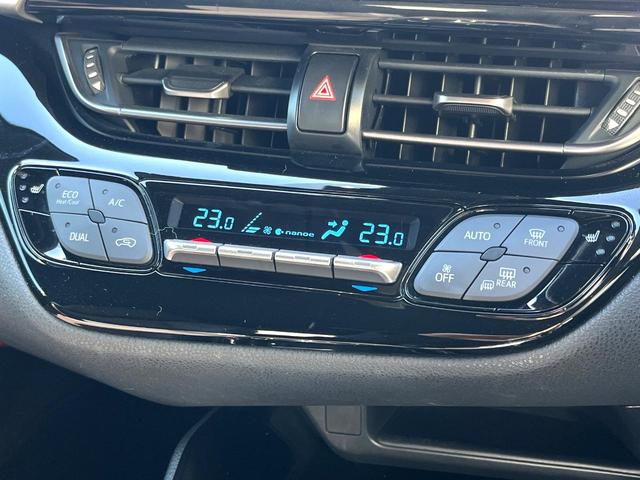 ECO
Heat/Cool
A/C
DUAL
23.0
nanoe
23.0
AUTO
FRONT
OFF
REAR